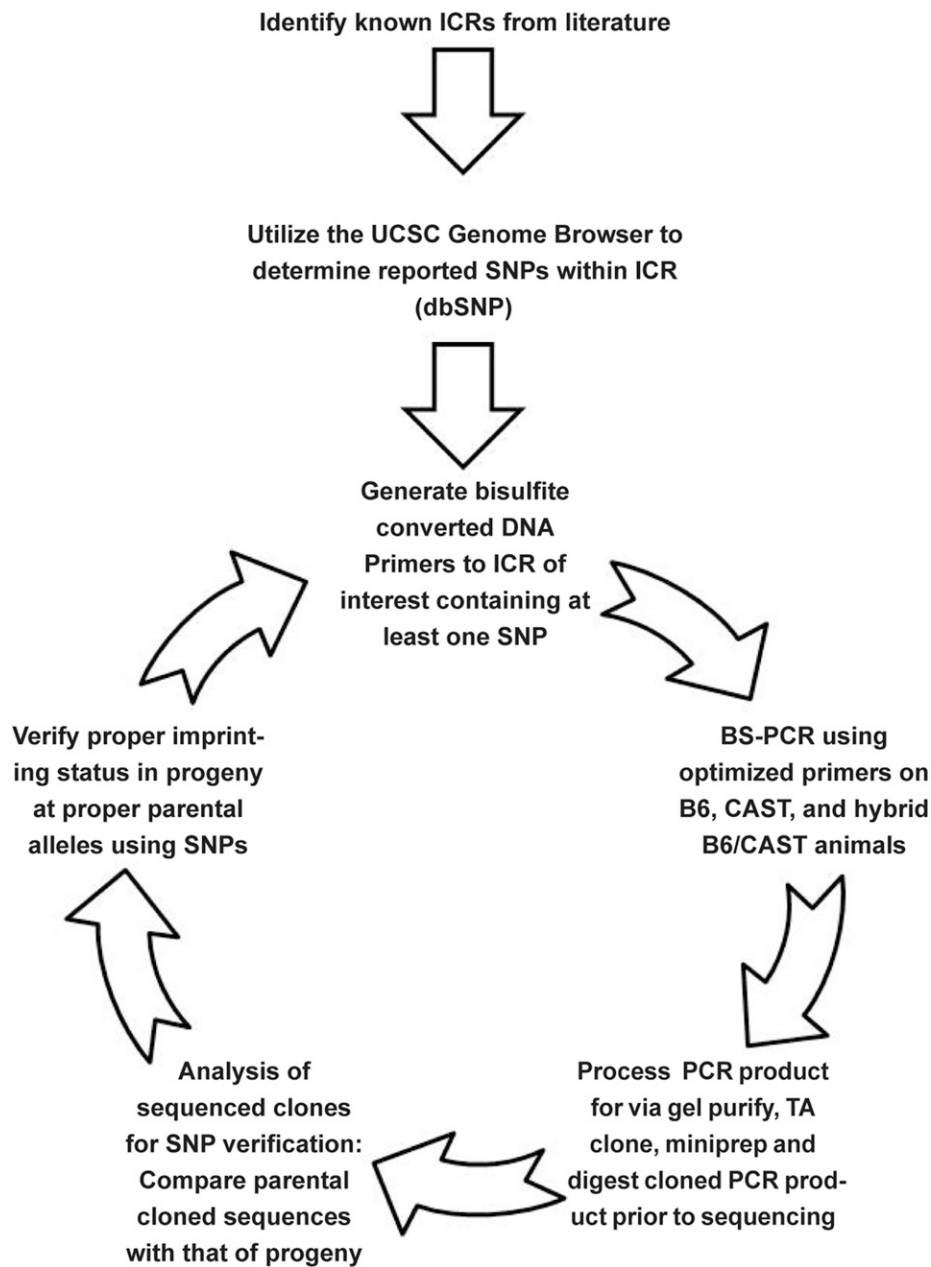 Identify known ICRs from literature
Utilize the UCSC Genome Browser to
determine reported SNPs within ICR
(dbSNP)
Generate bisulfite
converted DNA
Primers to ICR of
interest containing at
least one SNP
BS-PCR using
optimized primers on
B6, CAST, and hybrid
B6/CAST animals
Process PCR product
for via gel purify, TA
clone, miniprep and
digest cloned PCR prod-
uct prior to sequencing
Analysis of
sequenced clones
for SNP verification:
Compare parental
cloned sequences
with that of progeny
Verify proper imprint-
ing status in progeny
at proper parental
alleles using SNPs